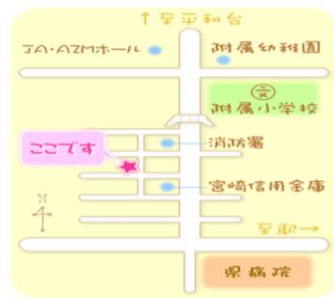 ↑至平和台
JA・AZMホール
附属幼稚園
文
附属小学校
ここです
消防署
宮崎信用金庫
N
至駅→
県病院